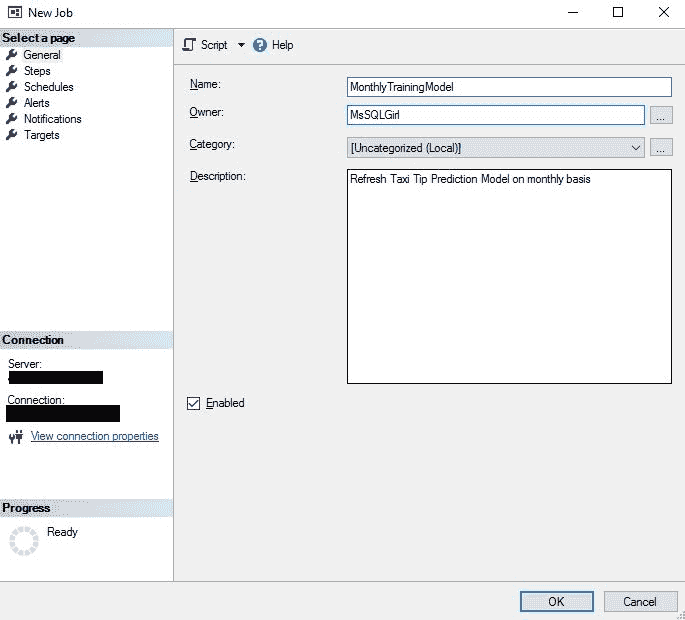 New Job
Select a page
General
Steps
Schedules
Alerts
Notifications
Targets
Script
Help
Name:
MonthlyTrainingModel
Owner:
MsSQLGirl
...
Category:
[Uncategorized (Local)]
...
Description:
Refresh Taxi Tip Prediction Model on monthly basis
Enabled
Connection
Server:
Connection:
View connection properties
Progress
Ready
OK
Cancel